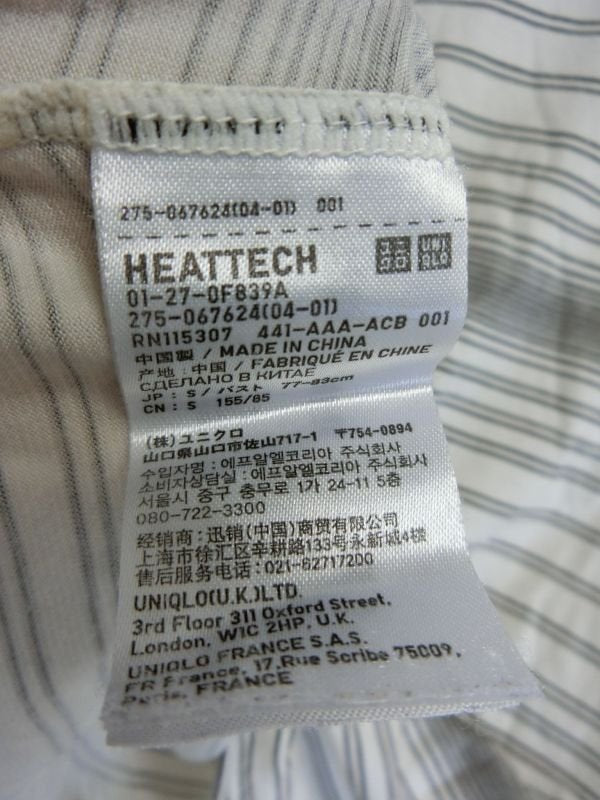 275-067624(04-01) 001
HEATTECH
ユニクロ
UNIQLO
01-27-0F839A
275-067624(04-01)
RN115307 441-AAA-ACB 001
中国製 / MADE IN CHINA
产地 : 中国 / FABRIQUÉ EN CHINE
СДЕЛАНО В КИТАЕ
JP : S / バスト 77-83cm
CN : S 155/85
(株)ユニクロ
山口県山口市佐山717-1 〒754-0894
수입자명 : 에프알엘코리아 주식회사
소비자상담실 : 에프알엘코리아 주식회사
서울시 중구 충무로 1가 24-11 5층
080-722-3300
经销商 : 迅销(中国)商贸有限公司
上海市徐汇区辛耕路133号永新城4楼
售后服务电话 : 021-62717200
UNIQLO(U.K.)LTD.
3rd Floor 311 Oxford Street,
London, W1C 2HP, U.K.
UNIQLO FRANCE S.A.S.
FR France, 17,Rue Scribe 75009,
Paris, FRANCE